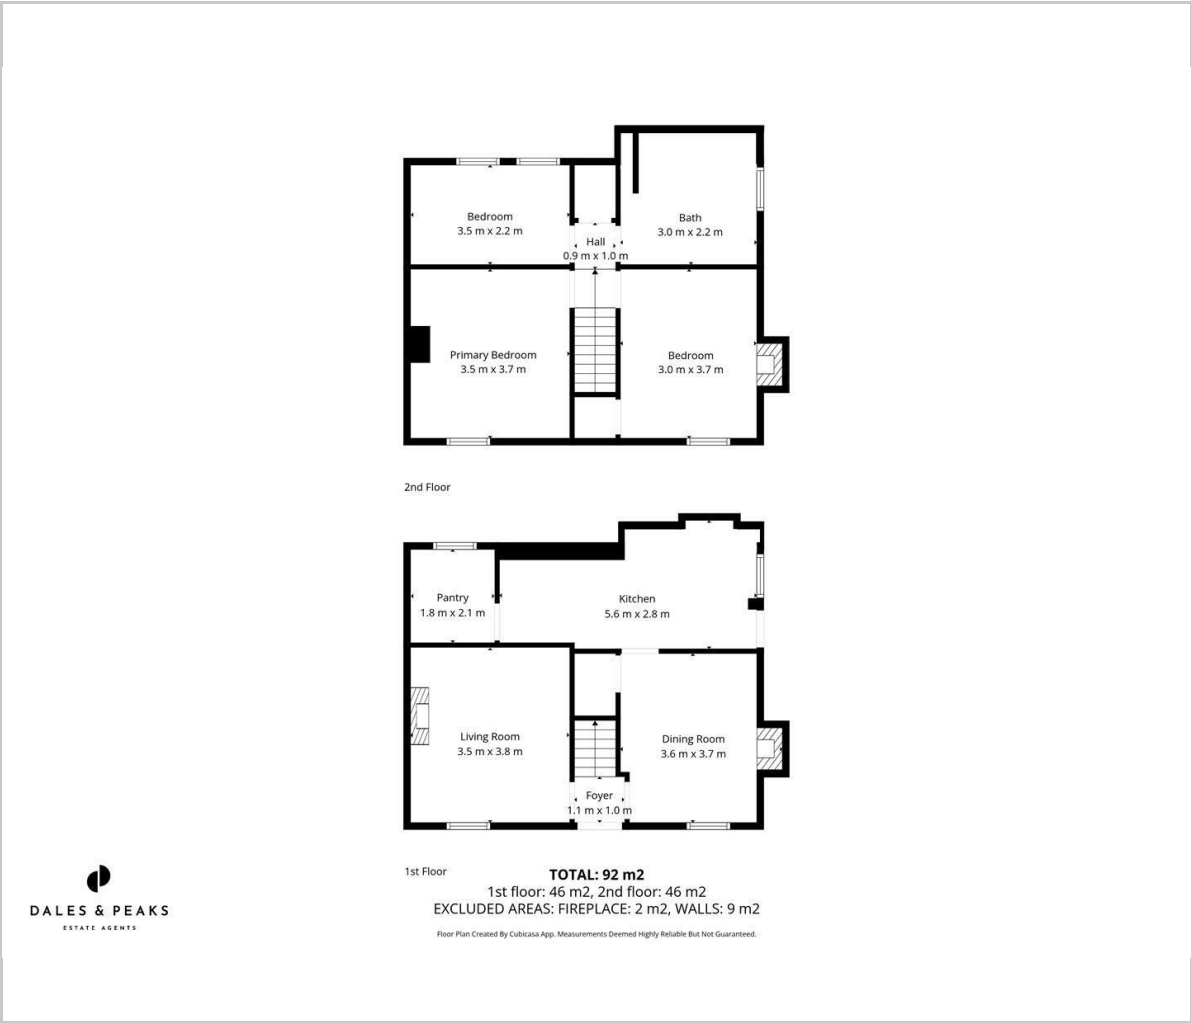 Bedroom
3.5 m x 2.2 m
Bath
3.0 m x 2.2 m
Hall
0.9 m x 1.0 m
Primary Bedroom
3.5 m x 3.7 m
Bedroom
3.0 m x 3.7 m
2nd Floor
Pantry
1.8 m x 2.1 m
Kitchen
5.6 m x 2.8 m
Living Room
3.5 m x 3.8 m
Dining Room
3.6 m x 3.7 m
Foyer
1.1 m x 1.0 m
1st Floor
TOTAL: 92 m2
1st floor: 46 m2, 2nd floor: 46 m2
EXCLUDED AREAS: FIREPLACE: 2 m2, WALLS: 9 m2
Floor Plan Created By Cubicasa App. Measurements Deemed Highly Reliable But Not Guaranteed.
DALES & PEAKS
ESTATE AGENTS